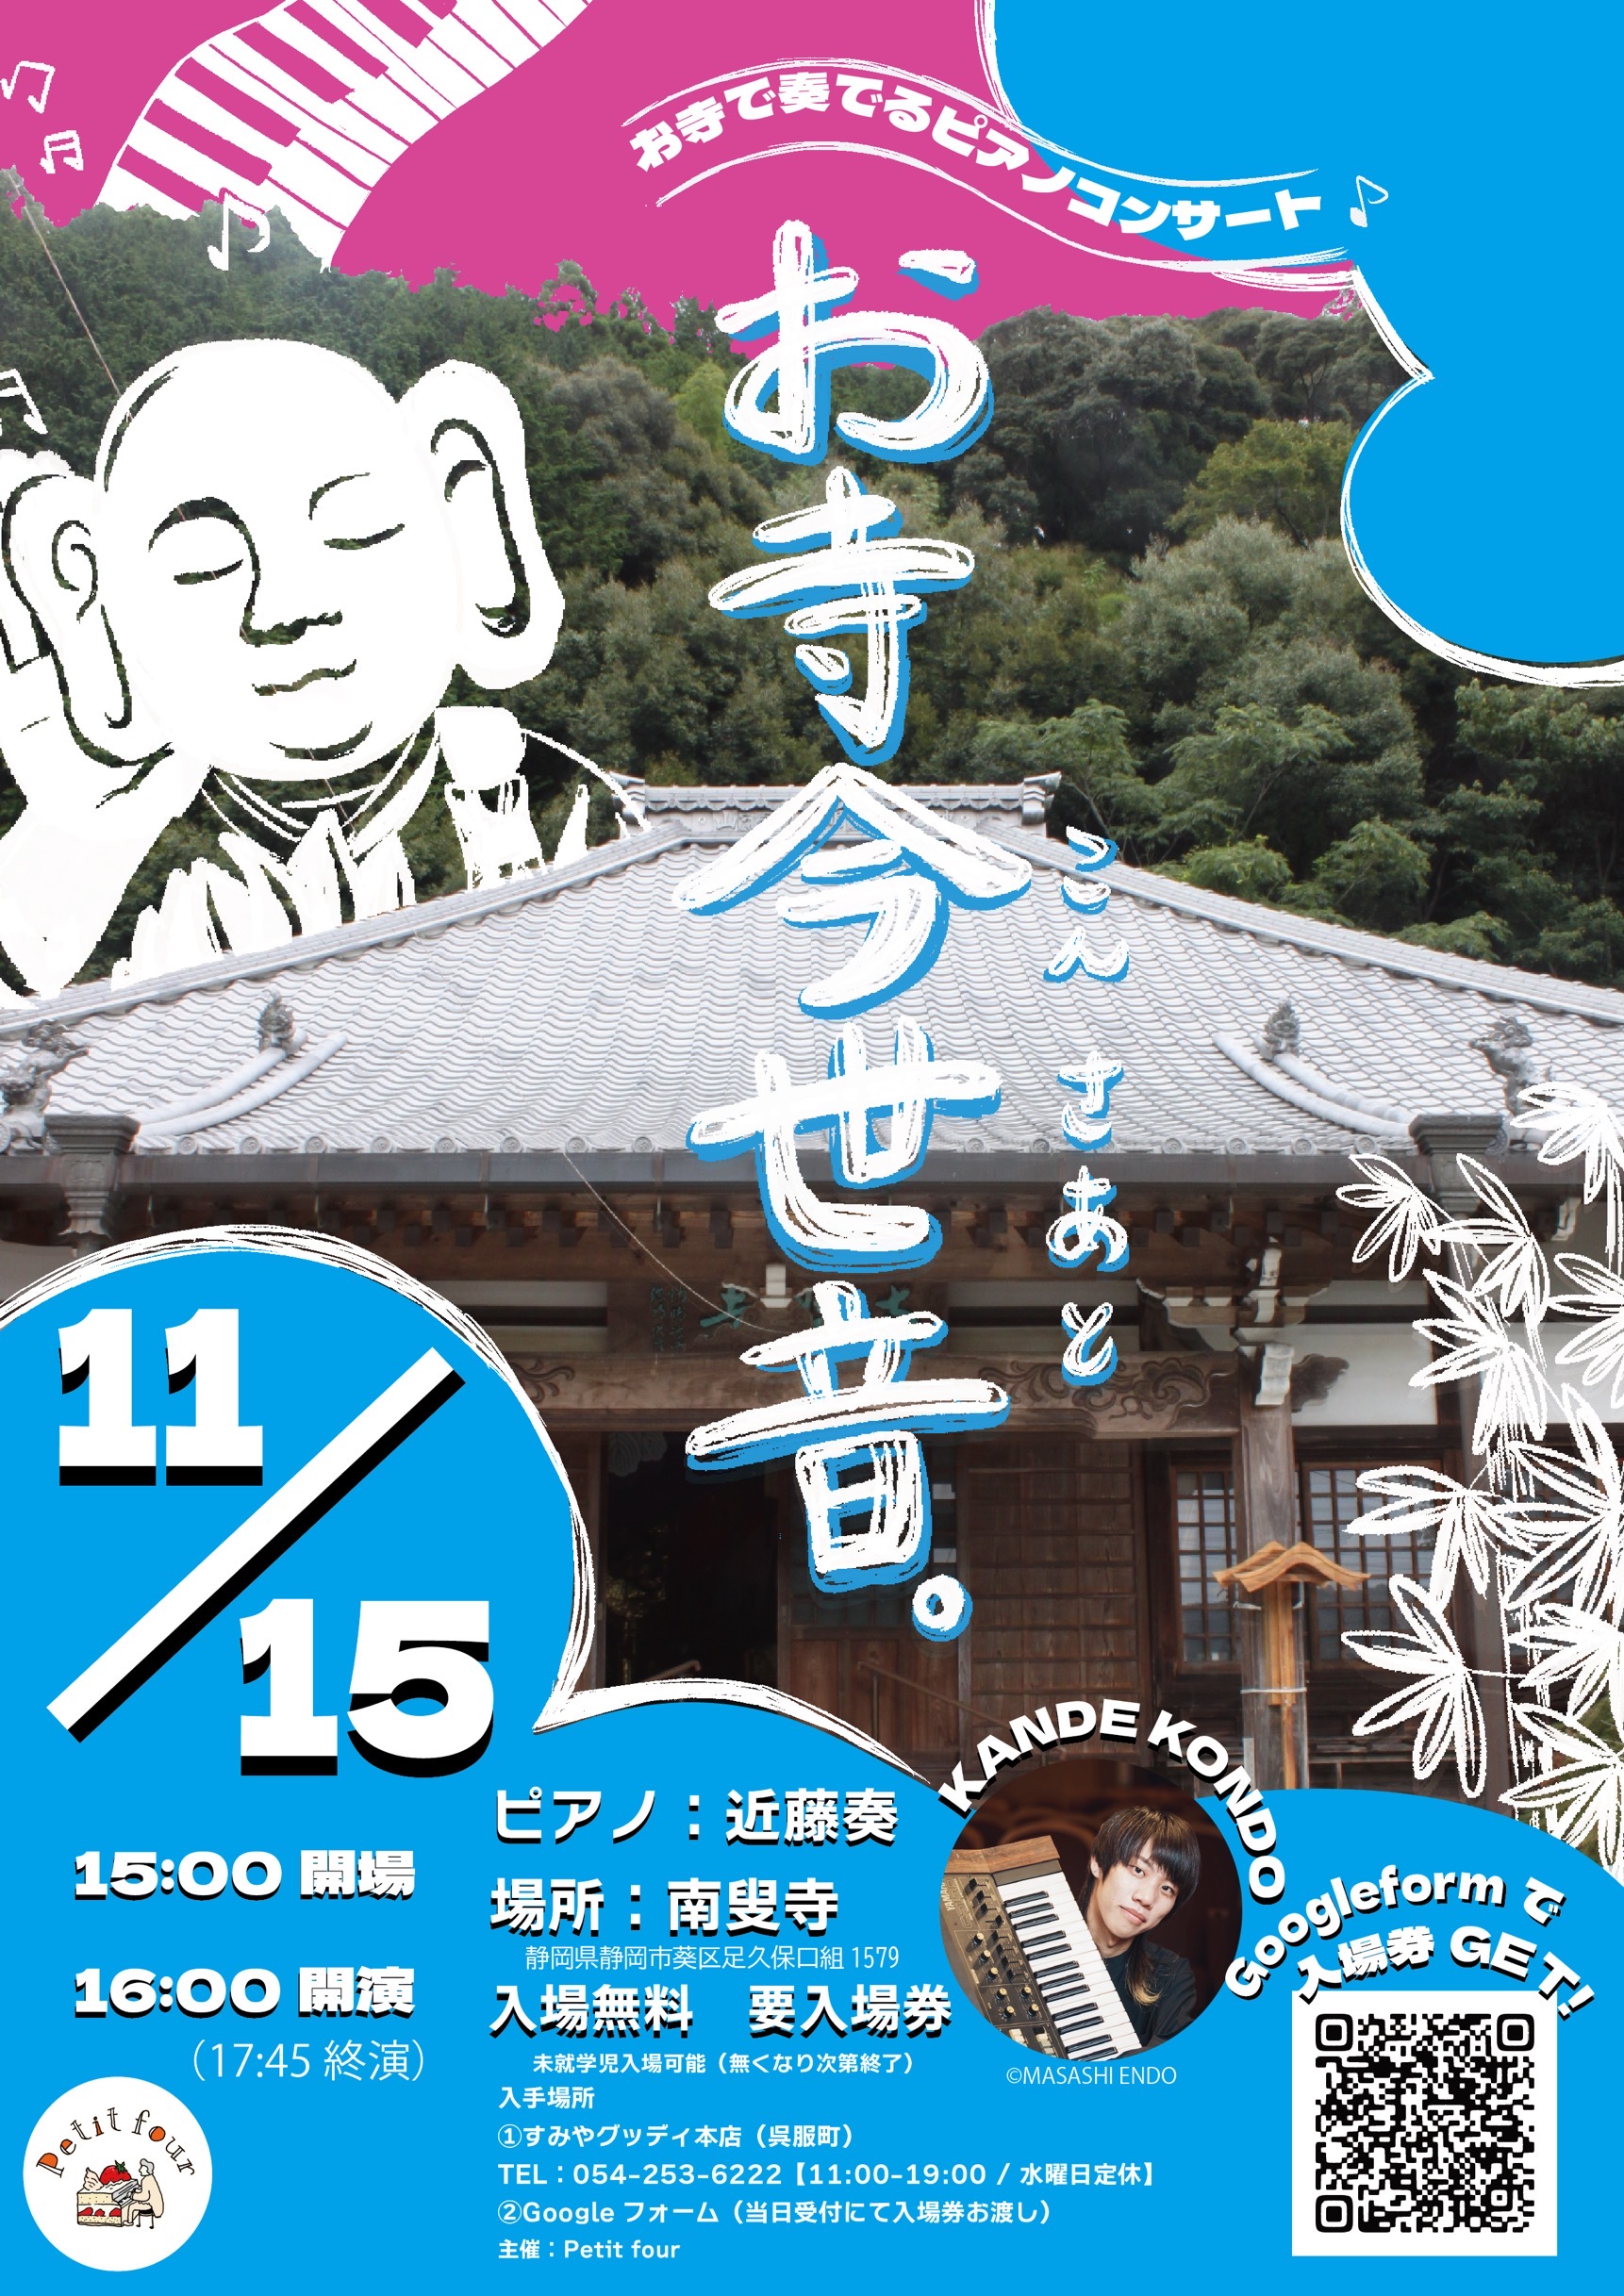 お寺で奏でるピアノコンサート♪
お寺今世音。
こんさあと
11/15
15:00 開場
16:00 開演
（17:45 終演）
ピアノ：近藤奏
場所：南叟寺
静岡県静岡市葵区足久保口組 1579
入場無料　要入場券
未就学児入場可能（無くなり次第終了）
入手場所
①すみやグッディ本店（呉服町）
TEL：054-253-6222【11:00-19:00 / 水曜日定休】
②Google フォーム（当日受付にて入場券お渡し）
主催：Petit four
KANDE KONDO
©MASASHI ENDO
Googleform で
入場券 GET!
Petit four